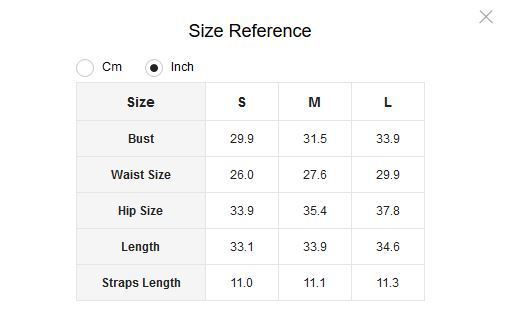 Size Reference
Cm Inch
Size S M L
Bust 29.9 31.5 33.9
Waist Size 26.0 27.6 29.9
Hip Size 33.9 35.4 37.8
Length 33.1 33.9 34.6
Straps Length 11.0 11.1 11.3